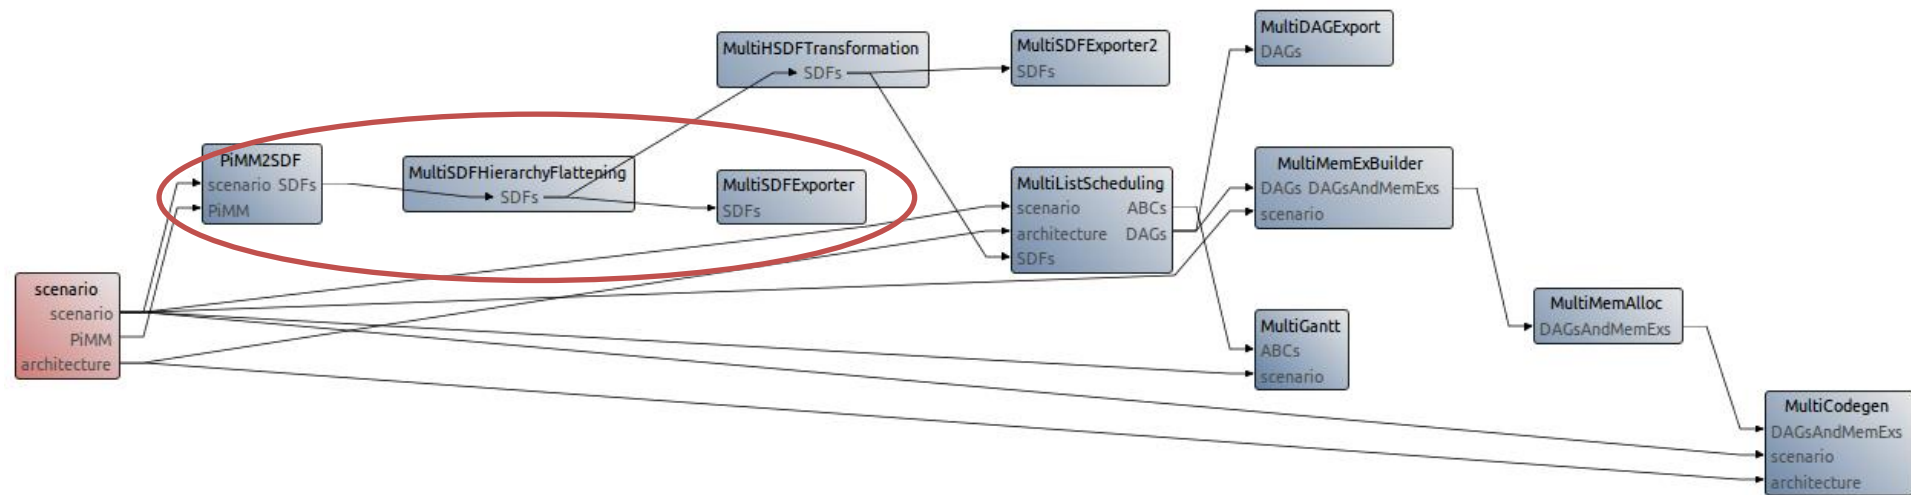 MultiDAGExport
DAGs
MultiHSDFTransformation
SDFs
MultiSDFExporter2
SDFs
PiMM2SDF
scenario SDFs
PiMM
MultiSDFHierarchyFlattening
SDFs
MultiSDFExporter
SDFs
MultiListScheduling
scenario ABCs
architecture DAGs
SDFs
MultiMemExBuilder
DAGs DAGsAndMemExs
scenario
scenario
scenario
PiMM
architecture
MultiGantt
ABCs
scenario
MultiMemAlloc
DAGsAndMemExs
MultiCodegen
DAGsAndMemExs
scenario
architecture